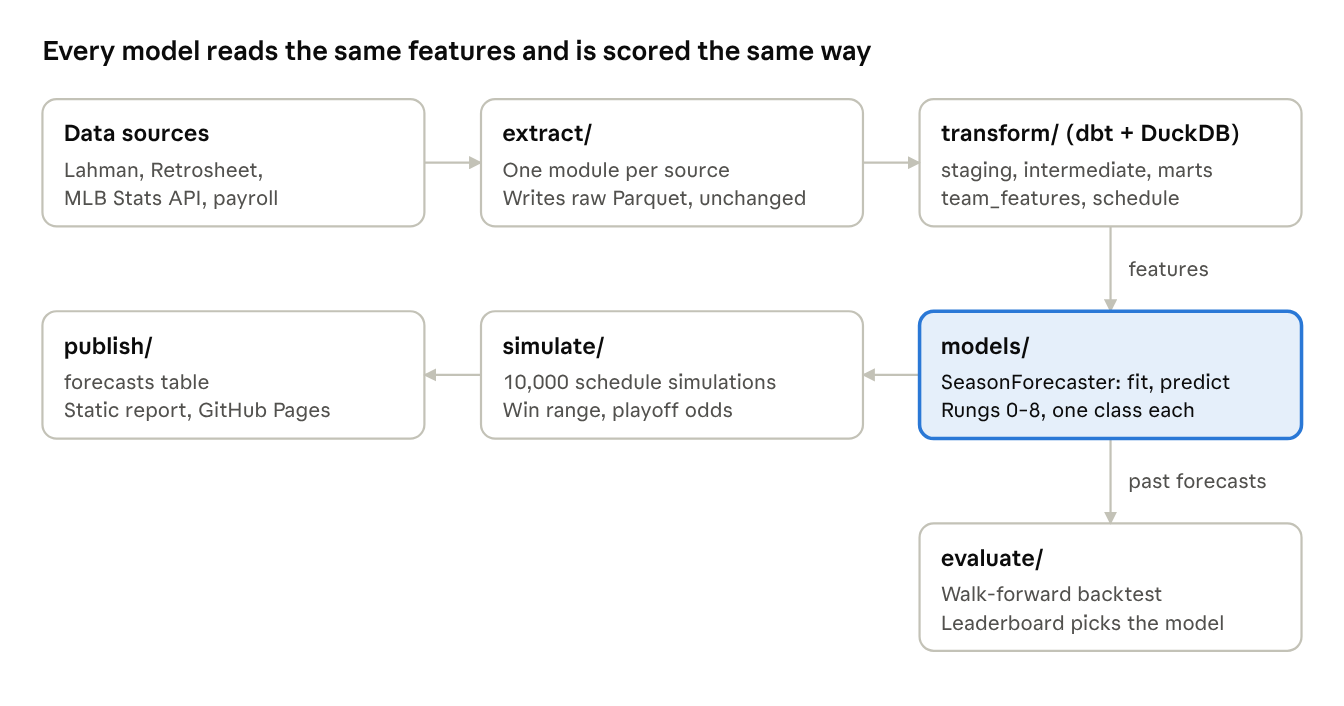 Every model reads the same features and is scored the same way
Data sources
Lahman, Retrosheet,
MLB Stats API, payroll
extract/
One module per source
Writes raw Parquet, unchanged
transform/ (dbt + DuckDB)
staging, intermediate, marts
team_features, schedule
features
publish/
forecasts table
Static report, GitHub Pages
simulate/
10,000 schedule simulations
Win range, playoff odds
models/
SeasonForecaster: fit, predict
Rungs 0–8, one class each
past forecasts
evaluate/
Walk-forward backtest
Leaderboard picks the model